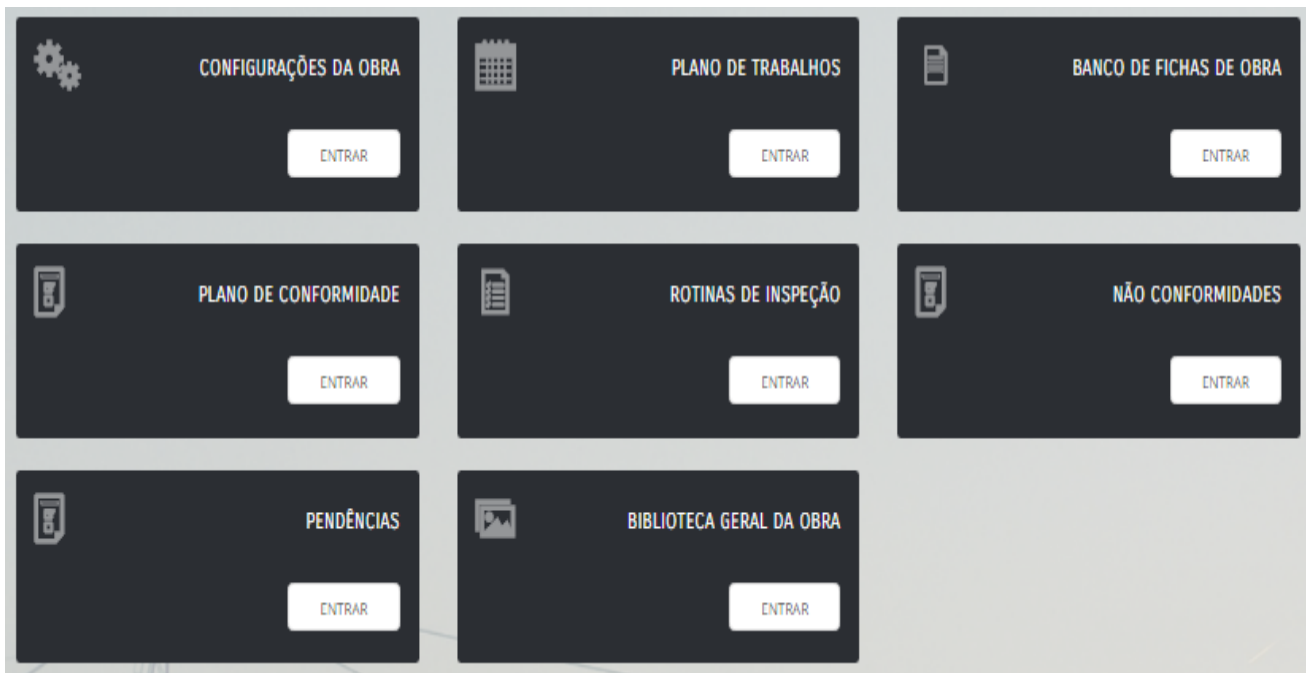 CONFIGURAÇÕES DA OBRA
ENTRAR
PLANO DE TRABALHOS
ENTRAR
BANCO DE FICHAS DE OBRA
ENTRAR
PLANO DE CONFORMIDADE
ENTRAR
ROTINAS DE INSPEÇÃO
ENTRAR
NÃO CONFORMIDADES
ENTRAR
PENDÊNCIAS
ENTRAR
BIBLIOTECA GERAL DA OBRA
ENTRAR